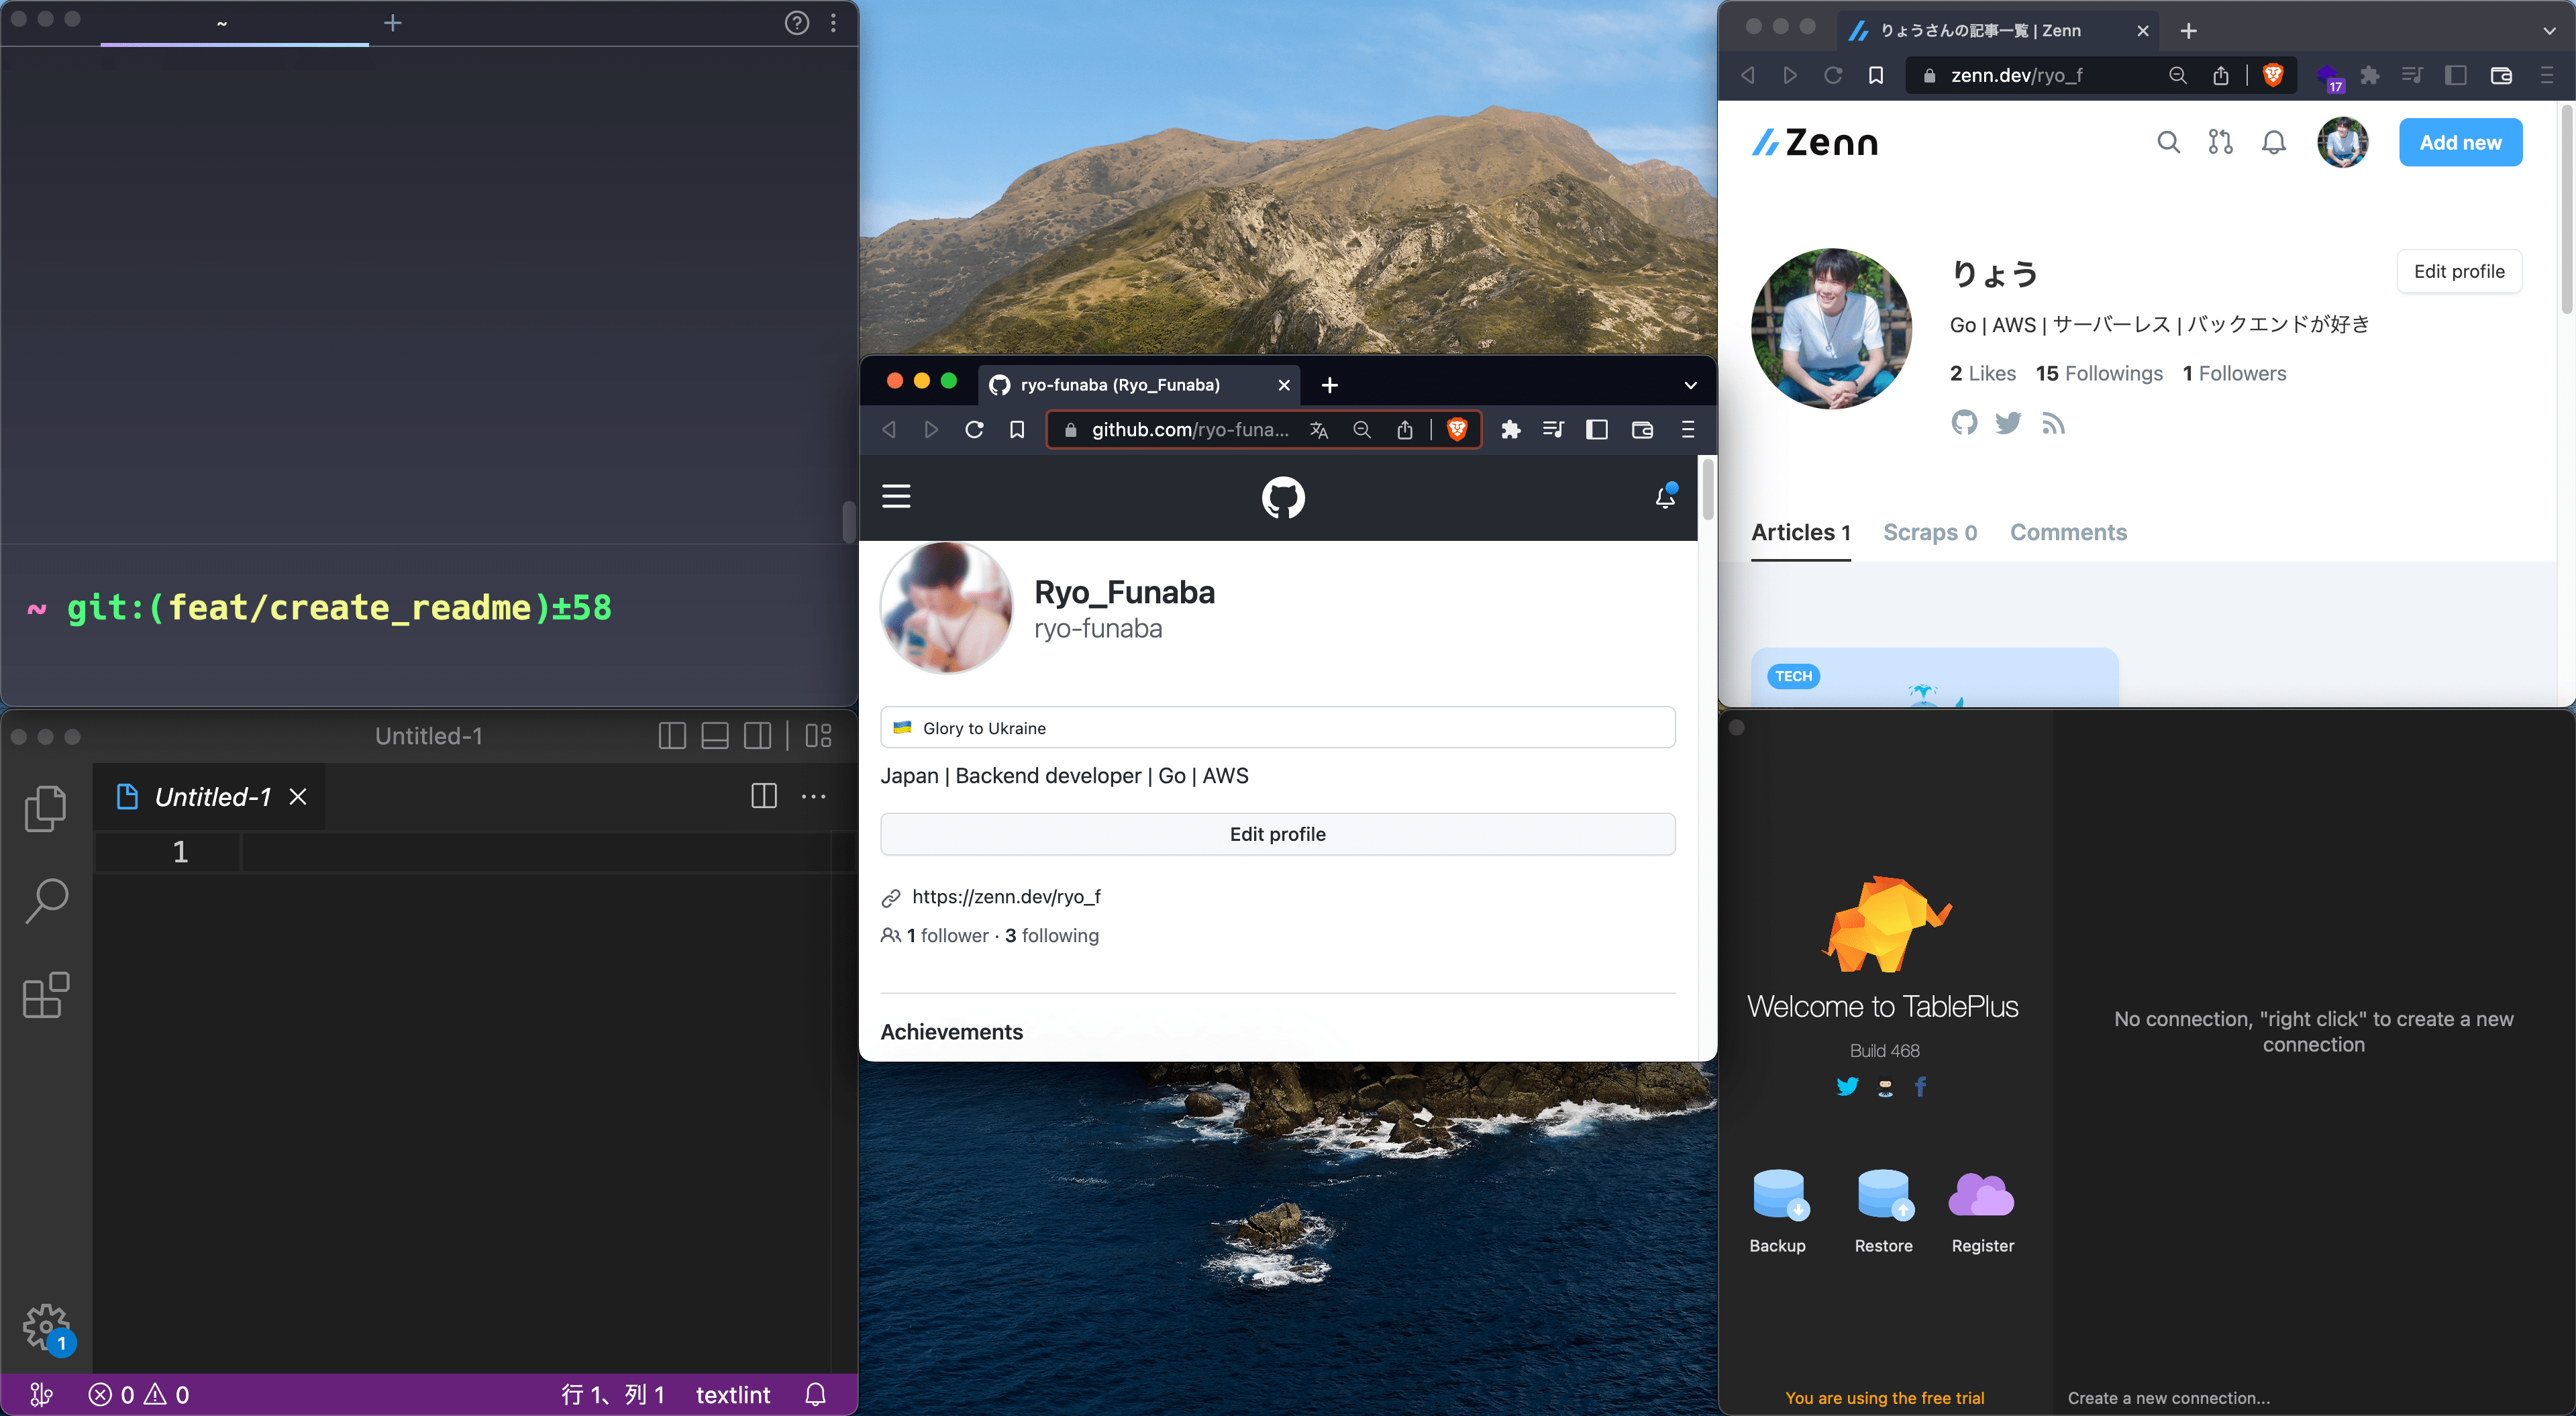 ~
~ git:(feat/create_readme)±58
Untitled-1
Untitled-1
1
1
0 0
行 1、列 1 textlint
ryo-funaba (Ryo_Funaba)
github.com/ryo-funa...
Ryo_Funaba
ryo-funaba
Glory to Ukraine
Japan | Backend developer | Go | AWS
Edit profile
https://zenn.dev/ryo_f
1 follower · 3 following
Achievements
りょうさんの記事一覧 | Zenn
zenn.dev/ryo_f
17
Zenn
Add new
りょう
Edit profile
Go | AWS | サーバーレス | バックエンドが好き
2 Likes 15 Followings 1 Followers
Articles 1 Scraps 0 Comments
TECH
Welcome to TablePlus
Build 468
Backup Restore Register
You are using the free trial
No connection, "right click" to create a new
connection
Create a new connection...